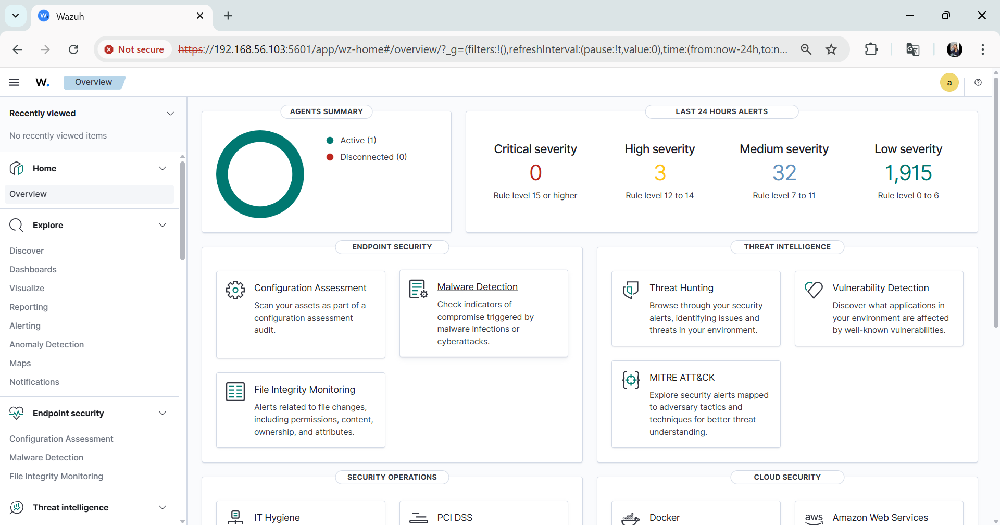 W. Wazuh
Not secure https://192.168.56.103:5601/app/wz-home#/overview/?_g=(filters:!(),refreshInterval:(pause:!t,value:0),time:(from:now-24h,to:n...
W. Overview
a
Recently viewed
No recently viewed items
Home
Overview
Explore
Discover
Dashboards
Visualize
Reporting
Alerting
Anomaly Detection
Maps
Notifications
Endpoint security
Configuration Assessment
Malware Detection
File Integrity Monitoring
Threat intelligence
AGENTS SUMMARY
Active (1)
Disconnected (0)
LAST 24 HOURS ALERTS
Critical severity
0
Rule level 15 or higher
High severity
3
Rule level 12 to 14
Medium severity
32
Rule level 7 to 11
Low severity
1,915
Rule level 0 to 6
ENDPOINT SECURITY
Configuration Assessment
Scan your assets as part of a
configuration assessment
audit.
Malware Detection
Check indicators of
compromise triggered by
malware infections or
cyberattacks.
File Integrity Monitoring
Alerts related to file changes,
including permissions, content,
ownership, and attributes.
THREAT INTELLIGENCE
Threat Hunting
Browse through your security
alerts, identifying issues and
threats in your environment.
Vulnerability Detection
Discover what applications in
your environment are affected
by well-known vulnerabilities.
MITRE ATT&CK
Explore security alerts mapped
to adversary tactics and
techniques for better threat
understanding.
SECURITY OPERATIONS
IT Hygiene
PCI DSS
CLOUD SECURITY
Docker
aws Amazon Web Services